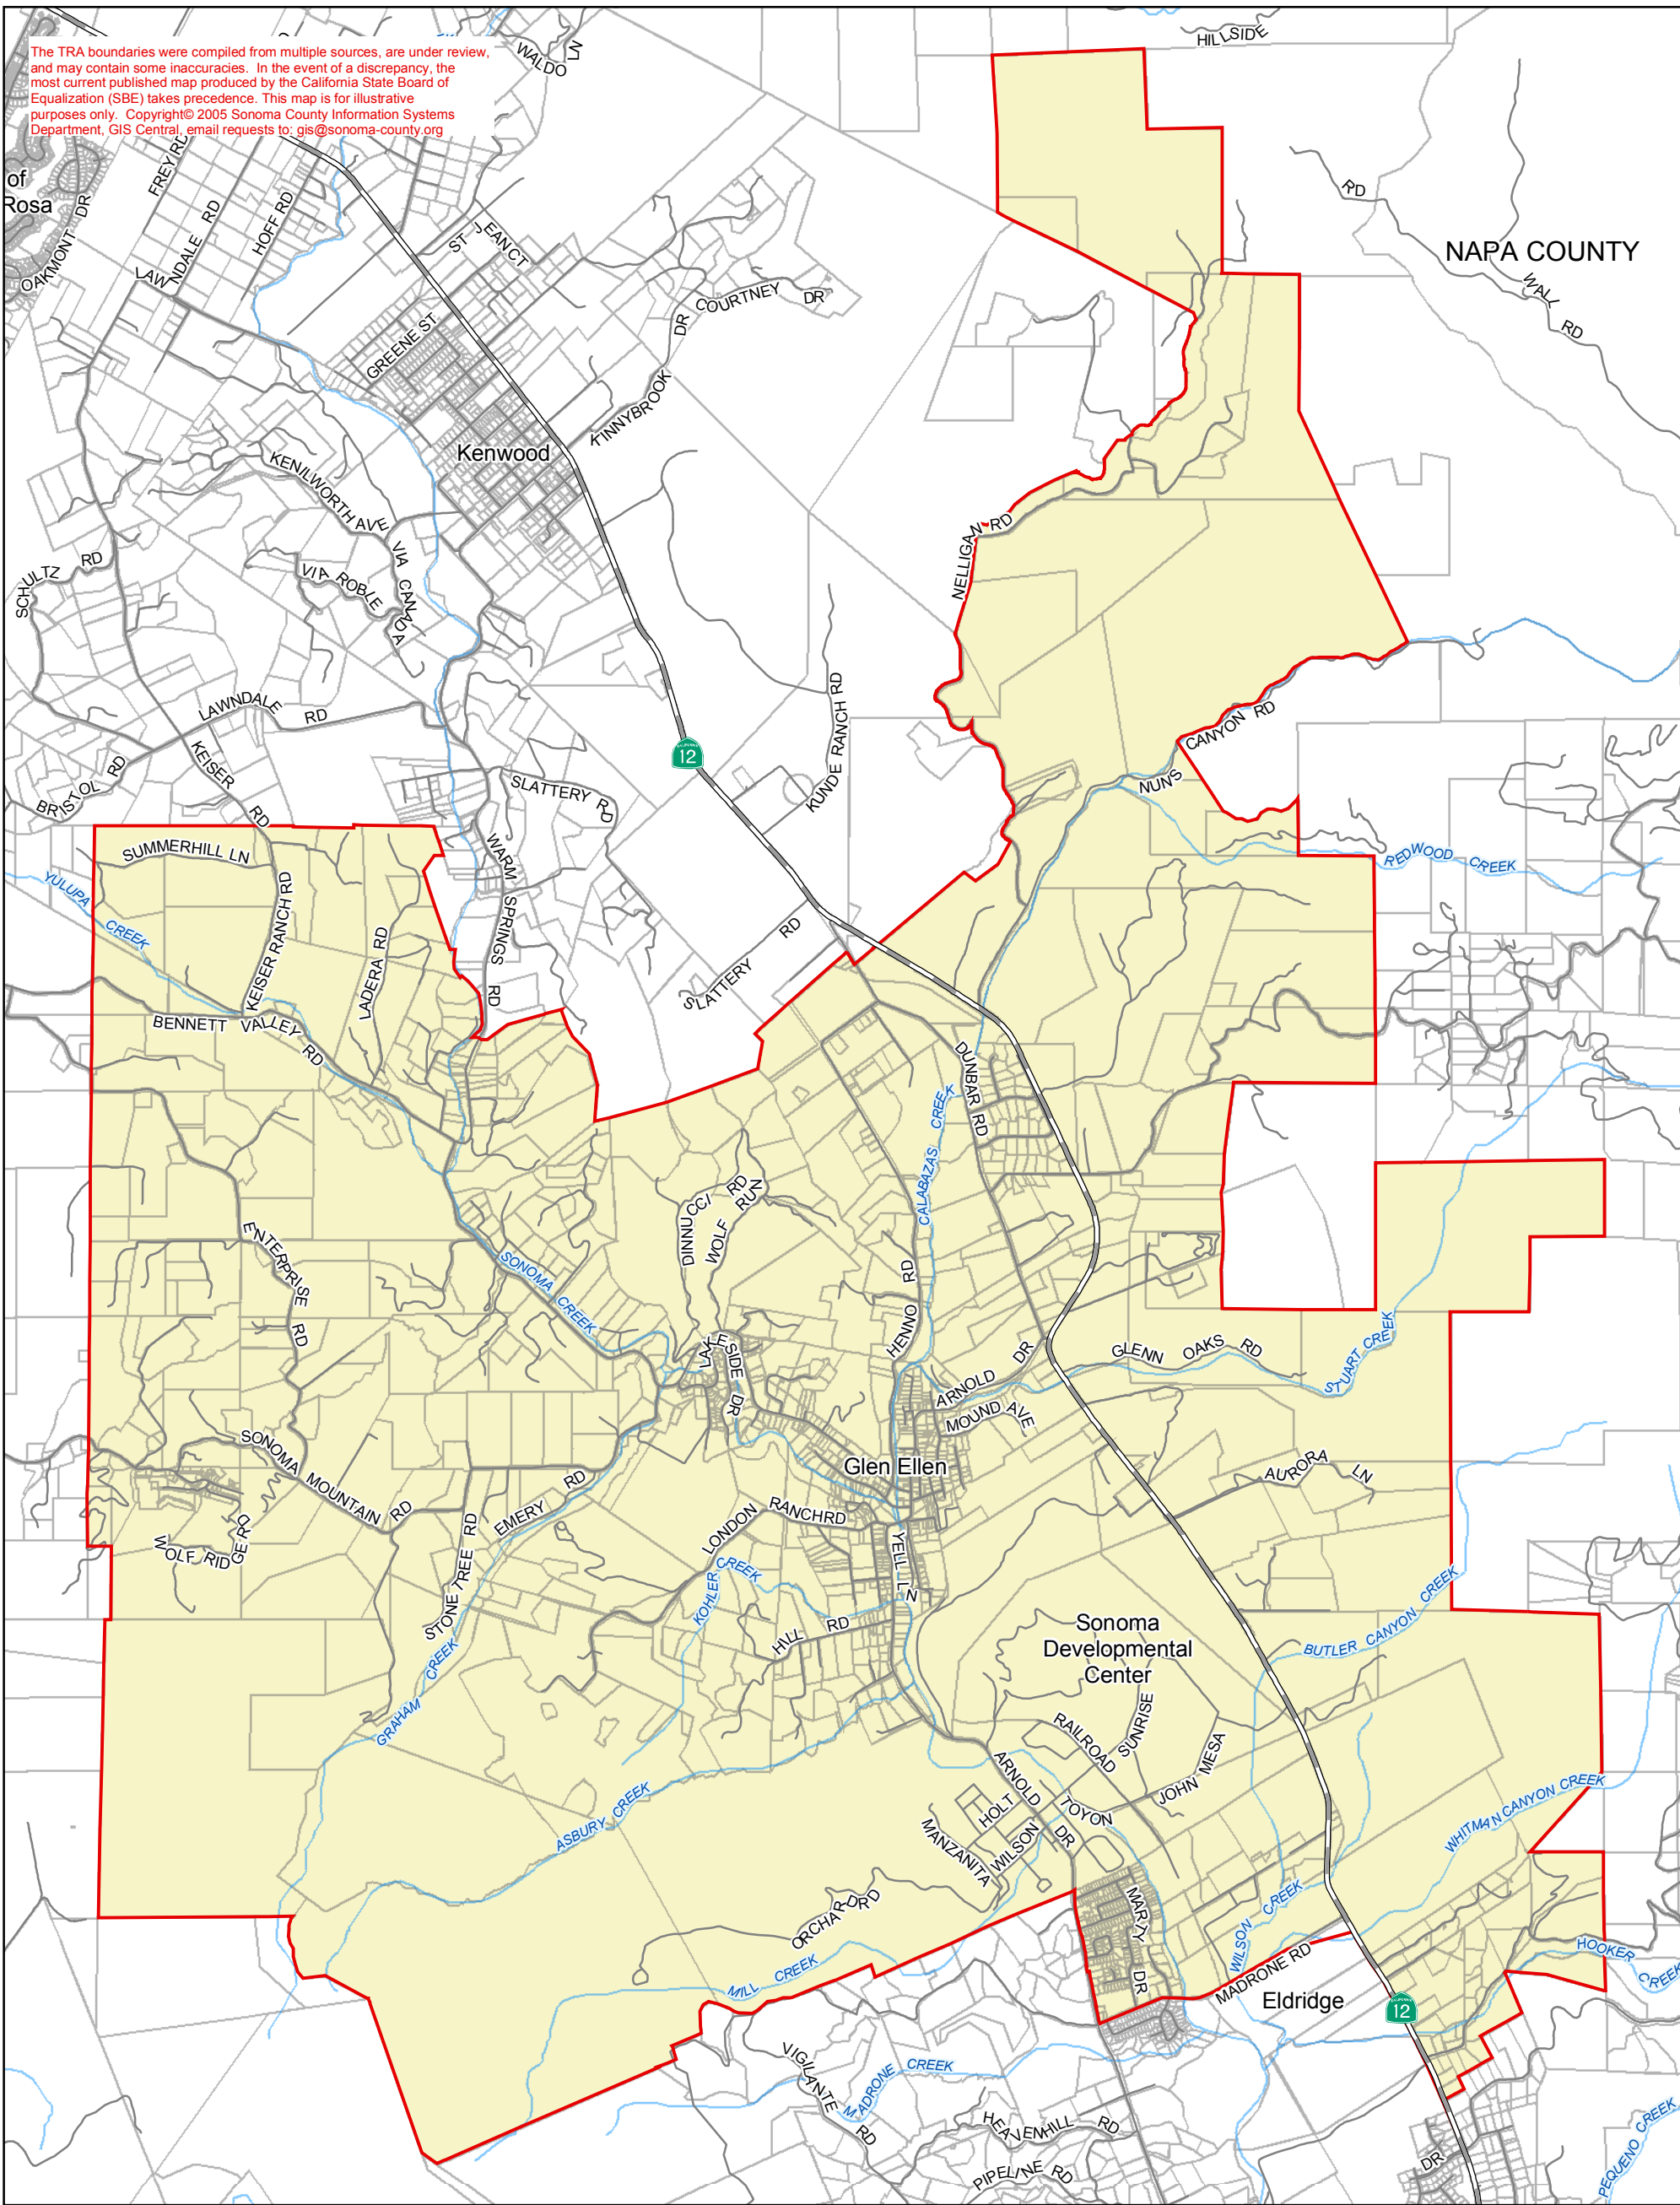 The TRA boundaries were compiled from multiple sources, are under review,
and may contain some inaccuracies. In the event of a discrepancy, the
most current published map produced by the California State Board of
Equalization (SBE) takes precedence. This map is for illustrative
purposes only. Copyright© 2005 Sonoma County Information Systems
Department, GIS Central, email requests to: gis@sonoma-county.org
WALDO LN
HILLSIDE
of
Rosa
OAKMONT DR
FREY RD
LAWNDALE RD
HOFF RD
ST JEAN CT
GREENE ST
COURTNEY DR
KINNYBROOK DR
RD
NAPA COUNTY
WALL RD
Kenwood
KENILWORTH AVE
VIA ROBLE
VIA CANADA
SCHULTZ RD
NELLIGAN RD
LAWNDALE RD
KEISER RD
BRISTOL RD
12
SLATTERY RD
KUNDE RANCH RD
NUNS CANYON RD
REDWOOD CREEK
SUMMERHILL LN
YULUPA CREEK
KEISER RANCH RD
LADERA RD
WARM SPRINGS RD
SLATTERY RD
BENNETT VALLEY RD
DUNBAR RD
CALABAZAS CREEK
ENTERPRISE RD
DINNUCCI RD
WOLF RUN
SONOMA CREEK
HENNO RD
LAKESIDE DR
ARNOLD DR
MOUND AVE
GLENN OAKS RD
STUART CREEK
Glen Ellen
AURORA LN
SONOMA MOUNTAIN RD
WOLF RIDGE RD
STONE TREE RD
EMERY RD
LONDON RANCH RD
YELL LN
KOHLER CREEK
HILL RD
GRAHAM CREEK
Sonoma
Developmental
Center
BUTLER CANYON CREEK
SUNRISE
RAILROAD
JOHN MESA
ARNOLD DR
HOLT
TOYON
WILSON
MANZANITA
ASBURY CREEK
WHITMAN CANYON CREEK
ORCHARD RD
MARTY DR
WILSON CREEK
MILL CREEK
MADRONE RD
Eldridge
12
HOOKER CREEK
VIGILANTE RD
MADRONE CREEK
HEAVENHILL RD
PIPELINE RD
DR
PEQUENO CREEK